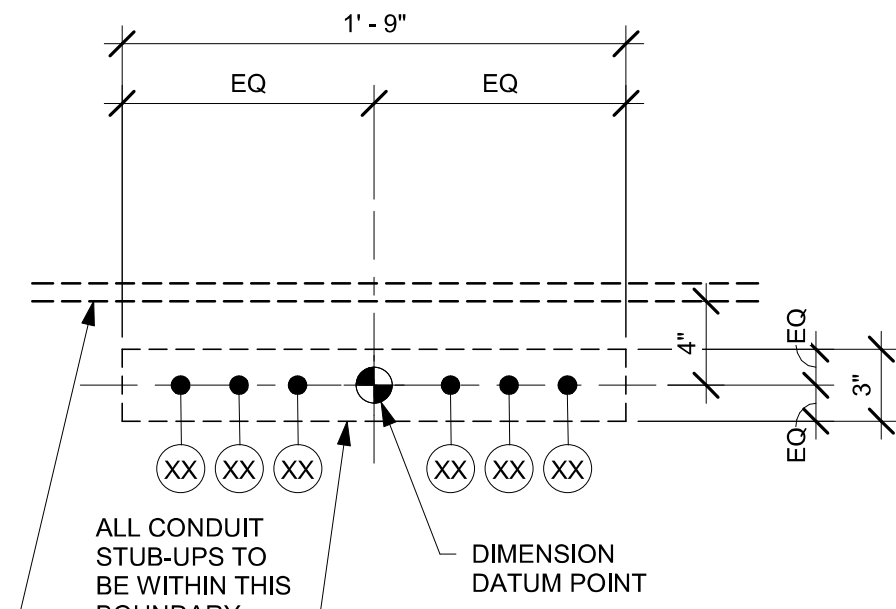 1' - 9"
EQ EQ
EQ
4"
3"
EQ
XX XX XX XX XX XX
ALL CONDUIT
STUB-UPS TO
BE WITHIN THIS
BOUNDARY
DIMENSION
DATUM POINT